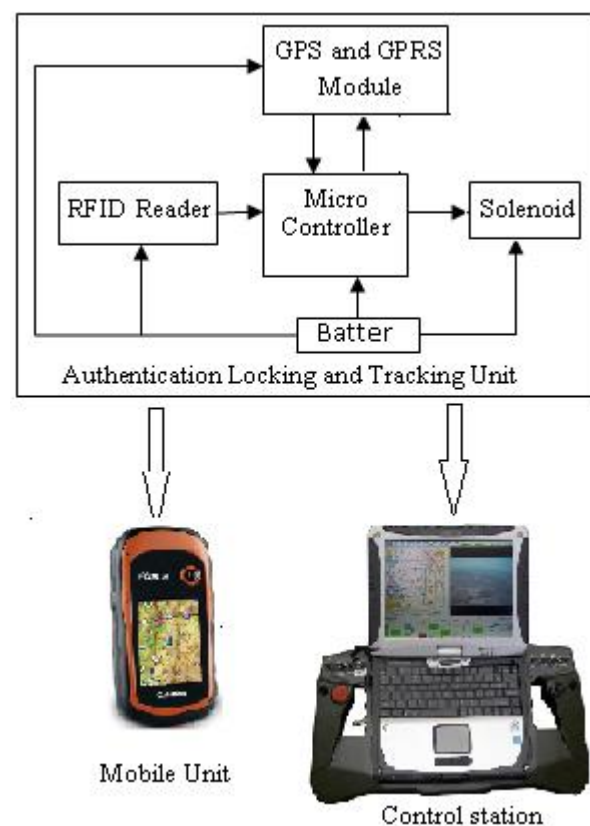 GPS and GPRS
Module
RFID Reader
Micro
Controller
Solenoid
Batter
Authentication Locking and Tracking Unit
Mobile Unit
Control station